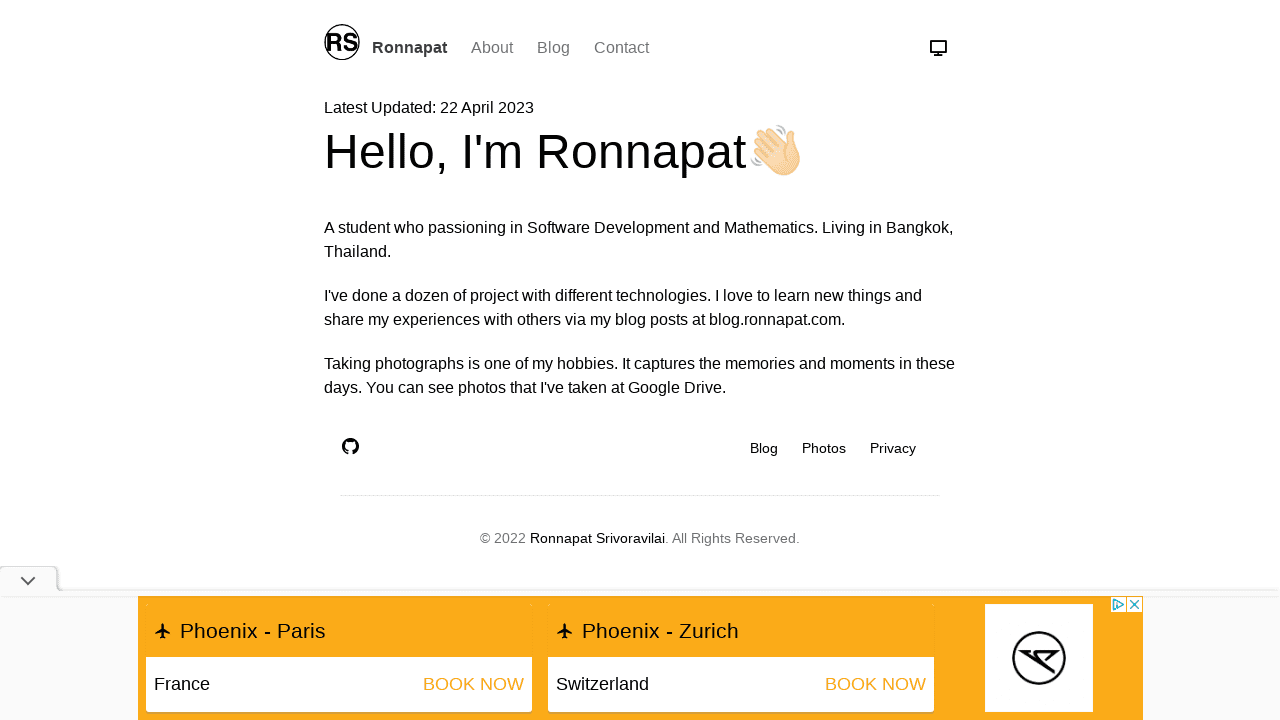 RS
Ronnapat About Blog Contact
Latest Updated: 22 April 2023
Hello, I'm Ronnapat
A student who passioning in Software Development and Mathematics. Living in Bangkok,
Thailand.
I've done a dozen of project with different technologies. I love to learn new things and
share my experiences with others via my blog posts at blog.ronnapat.com.
Taking photographs is one of my hobbies. It captures the memories and moments in these
days. You can see photos that I've taken at Google Drive.
Blog Photos Privacy
© 2022 Ronnapat Srivoravilai. All Rights Reserved.
Phoenix - Paris
France BOOK NOW
Phoenix - Zurich
Switzerland BOOK NOW